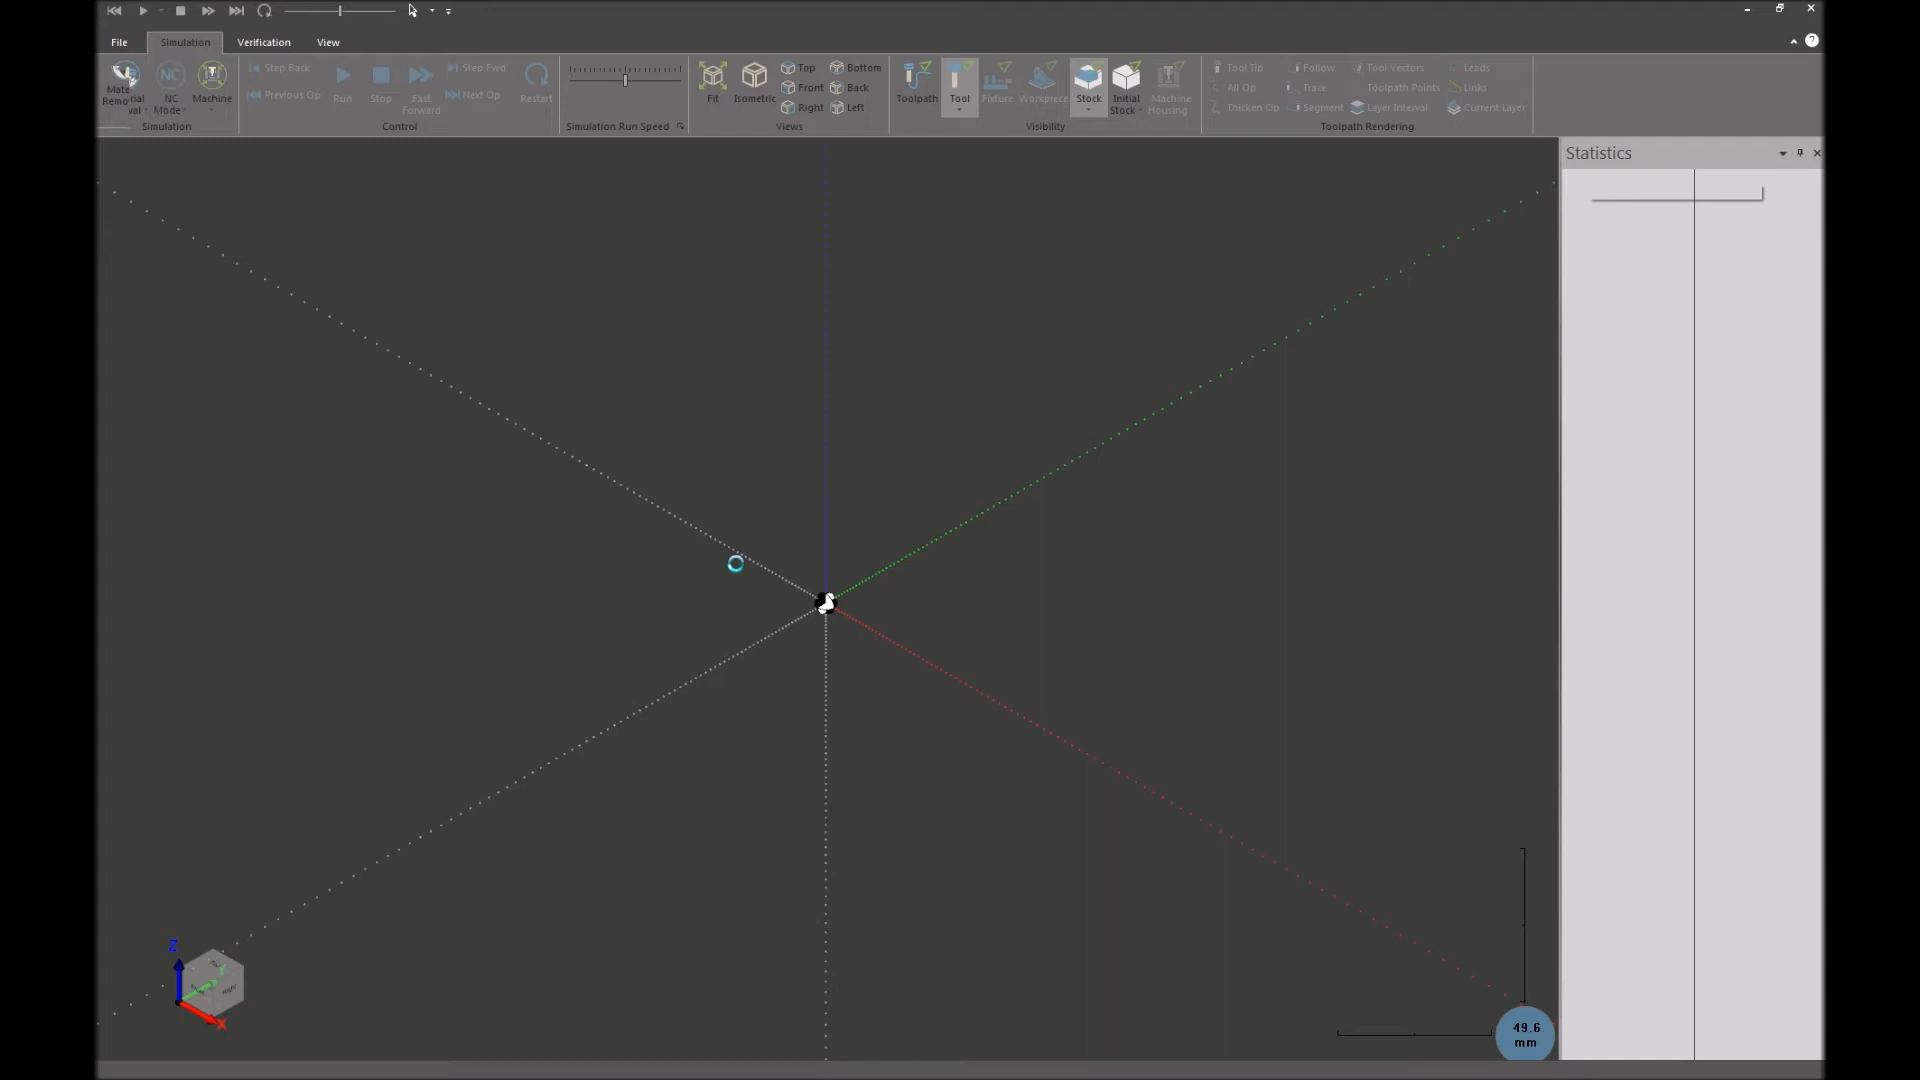 File Simulation Verification View
Step Back
Step Fwd
Top
Bottom
Tool Tip
Follow
Tool Vectors
Leads
Previous Op
Next Op
Front
Back
All Op
Trace
Toolpath Points
Links
Right
Left
Thicken Op
Segment
Layer Interval
Current Layer
NC
Mode
Machine
Run
Stop
Fast
Forward
Restart
Fit
Isometric
Toolpath
Tool
Fixture
Workpiece
Stock
Initial
Stock
Machine
Housing
Simulation
Control
Simulation Run Speed
Views
Visibility
Toolpath Rendering
Statistics
Z
Y
Right
X
49.6
mm